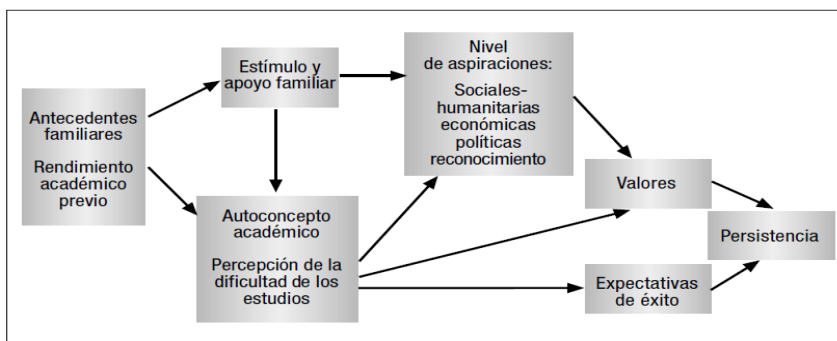 Antecedentes
familiares
Rendimiento
académico
previo
Estímulo y
apoyo familiar
Autoconcepto
académico
Percepción de la
dificultad de los
estudios
Nivel
de aspiraciones:
Sociales-
humanitarias
económicas
políticas
reconocimiento
Valores
Expectativas
de éxito
Persistencia